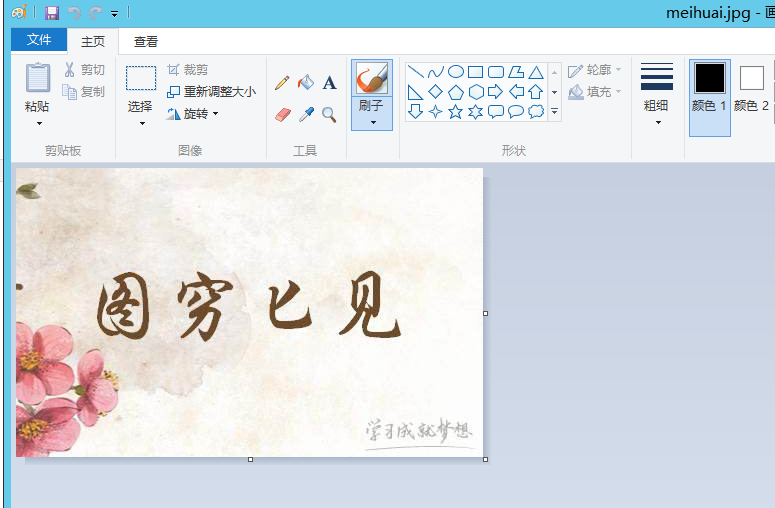 meihuai.jpg - 画
文件 主页 查看
粘贴 剪切 复制 选择 裁剪 重新调整大小 旋转 A 刷子 轮廓 填充 粗细 颜色 1 颜色 2
剪贴板 图像 工具 形状
图穷匕见
学习成就梦想